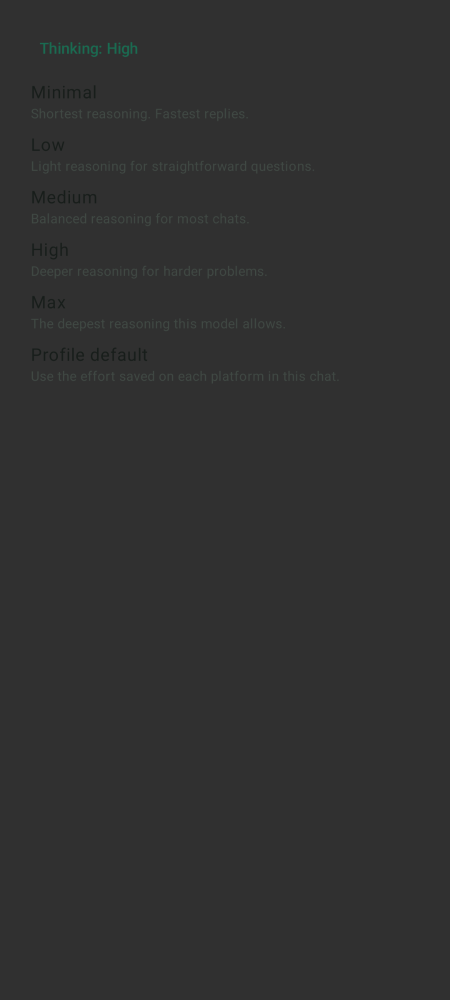 Thinking: High
Minimal
Shortest reasoning. Fastest replies.
Low
Light reasoning for straightforward questions.
Medium
Balanced reasoning for most chats.
High
Deeper reasoning for harder problems.
Max
The deepest reasoning this model allows.
Profile default
Use the effort saved on each platform in this chat.